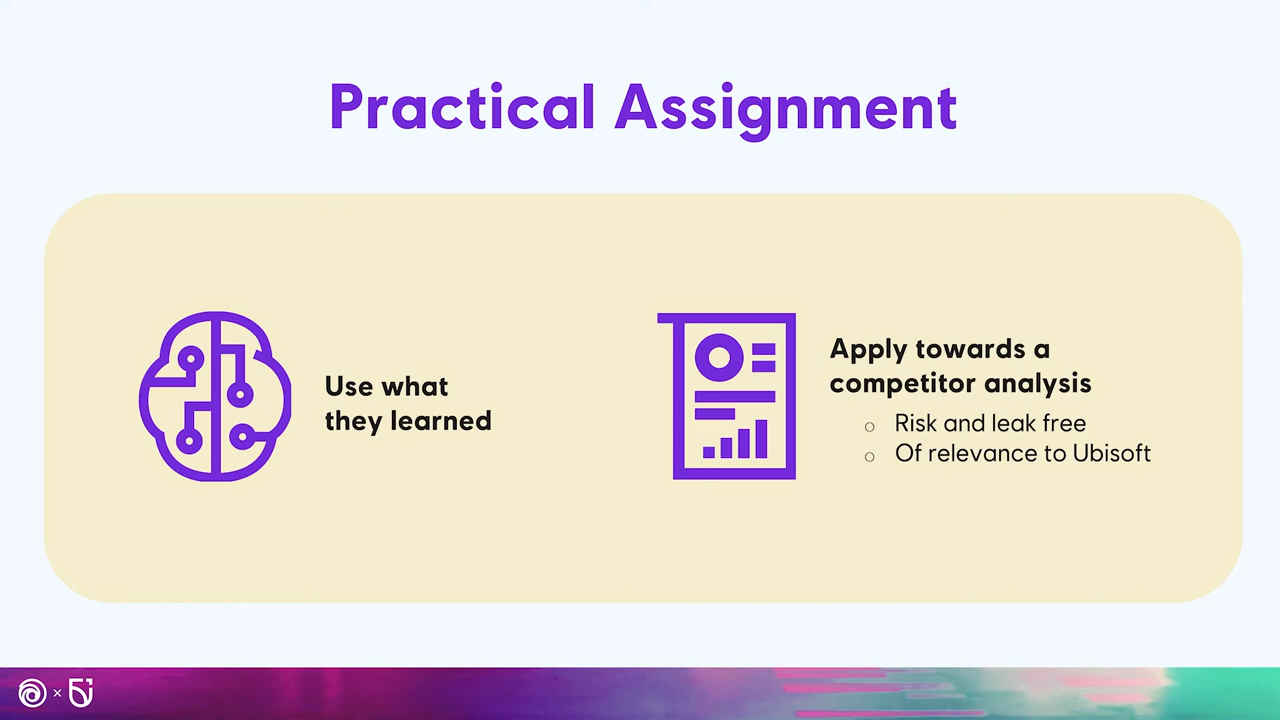 Practical Assignment
Use what
they learned
Apply towards a
competitor analysis
○ Risk and leak free
○ Of relevance to Ubisoft
×